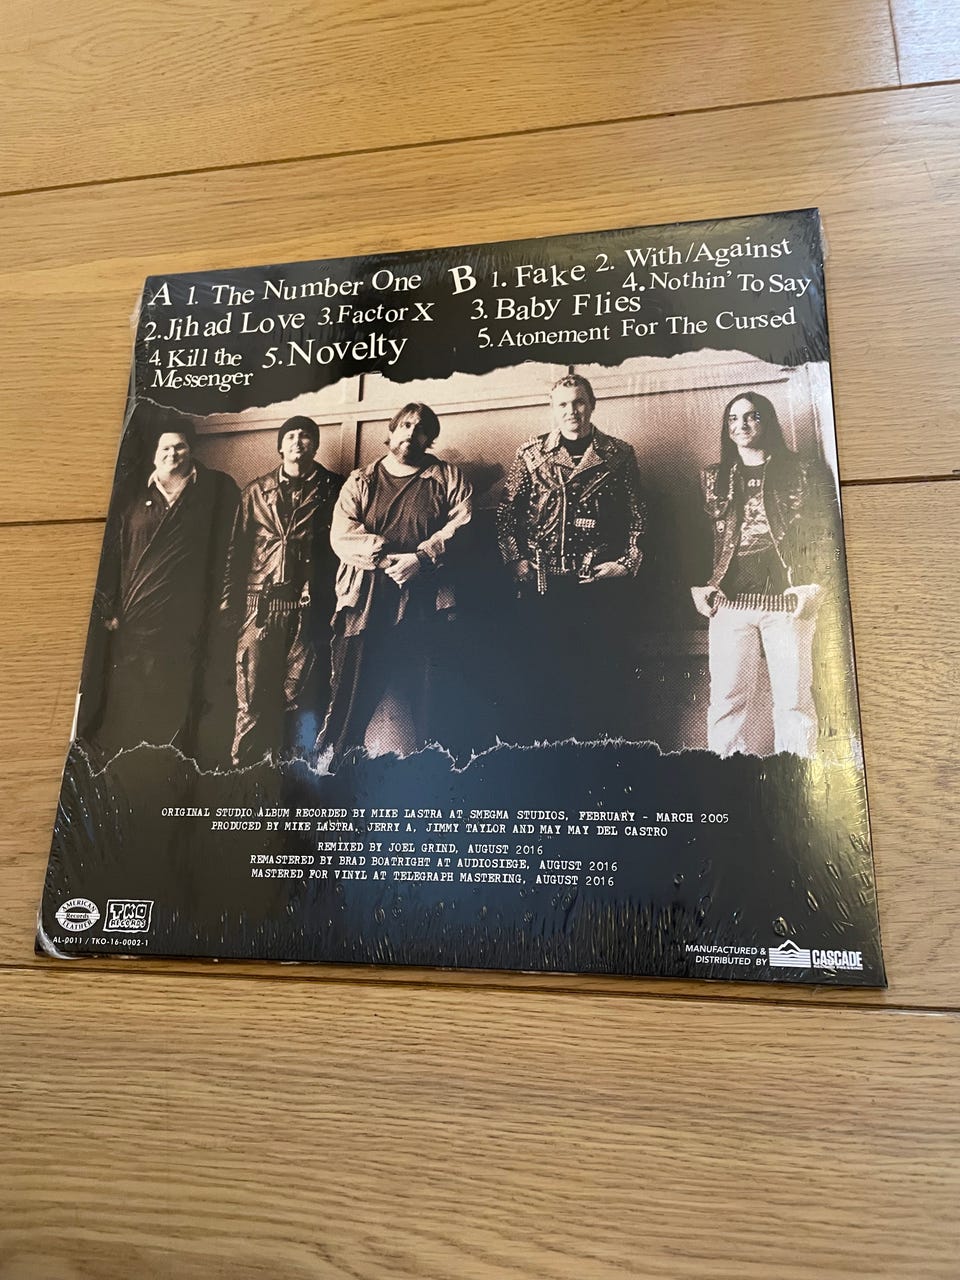 A 1. The Number One
2. Jihad Love 3. Factor X
4. Kill the
Messenger
5. Novelty
B 1. Fake 2. With/Against
3. Baby Flies 4. Nothin' To Say
5. Atonement For The Cursed
ORIGINAL STUDIO ALBUM RECORDED BY MIKE LASTRA AT SMEGMA STUDIOS, FEBRUARY - MARCH 2005
PRODUCED BY MIKE LASTRA, JERRY A, JIMMY TAYLOR AND MAY MAY DEL CASTRO
REMIXED BY JOEL GRIND, AUGUST 2016
REMASTERED BY BRAD BOATRIGHT AT AUDIOSIEGE, AUGUST 2016
MASTERED FOR VINYL AT TELEGRAPH MASTERING, AUGUST 2016
AMERICAN
Records
LEATHER
TKO
RECORDS
AL-0011 / TKO-16-0002-1
MANUFACTURED &
DISTRIBUTED BY
CASCADE
RECORD PRESSING